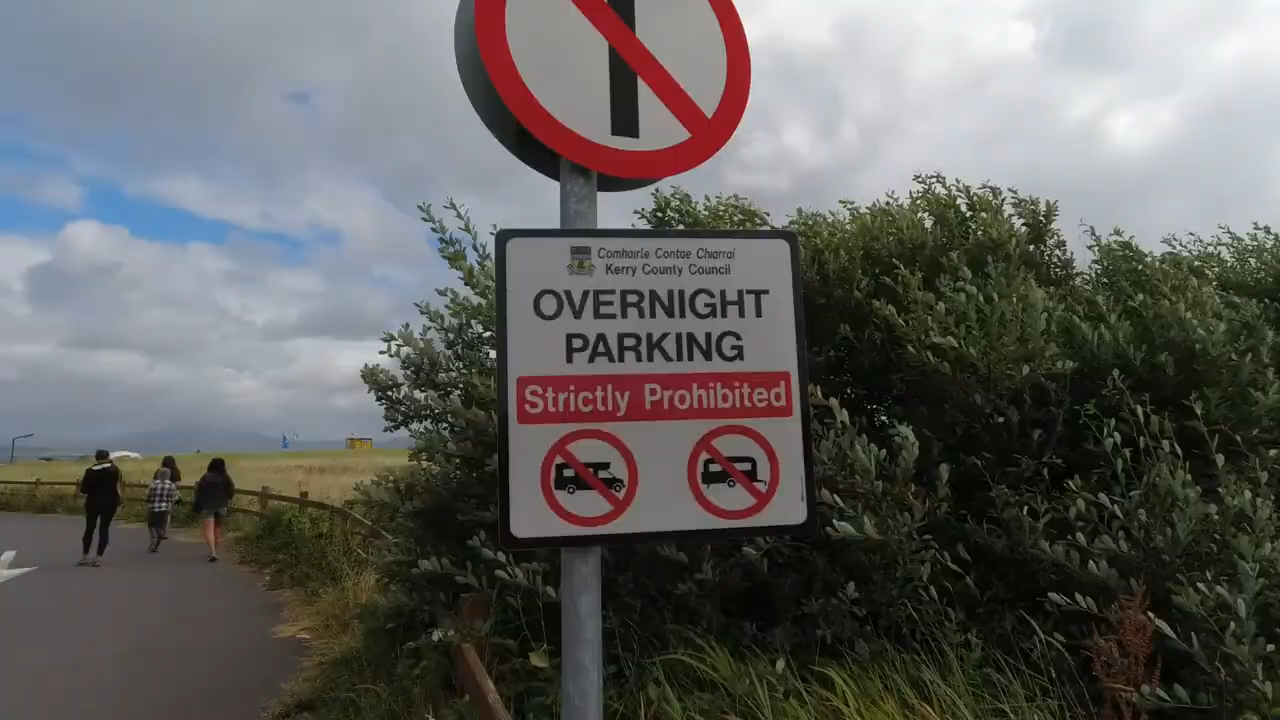 Comhairle Contae Chiarraí
Kerry County Council
OVERNIGHT
PARKING
Strictly Prohibited